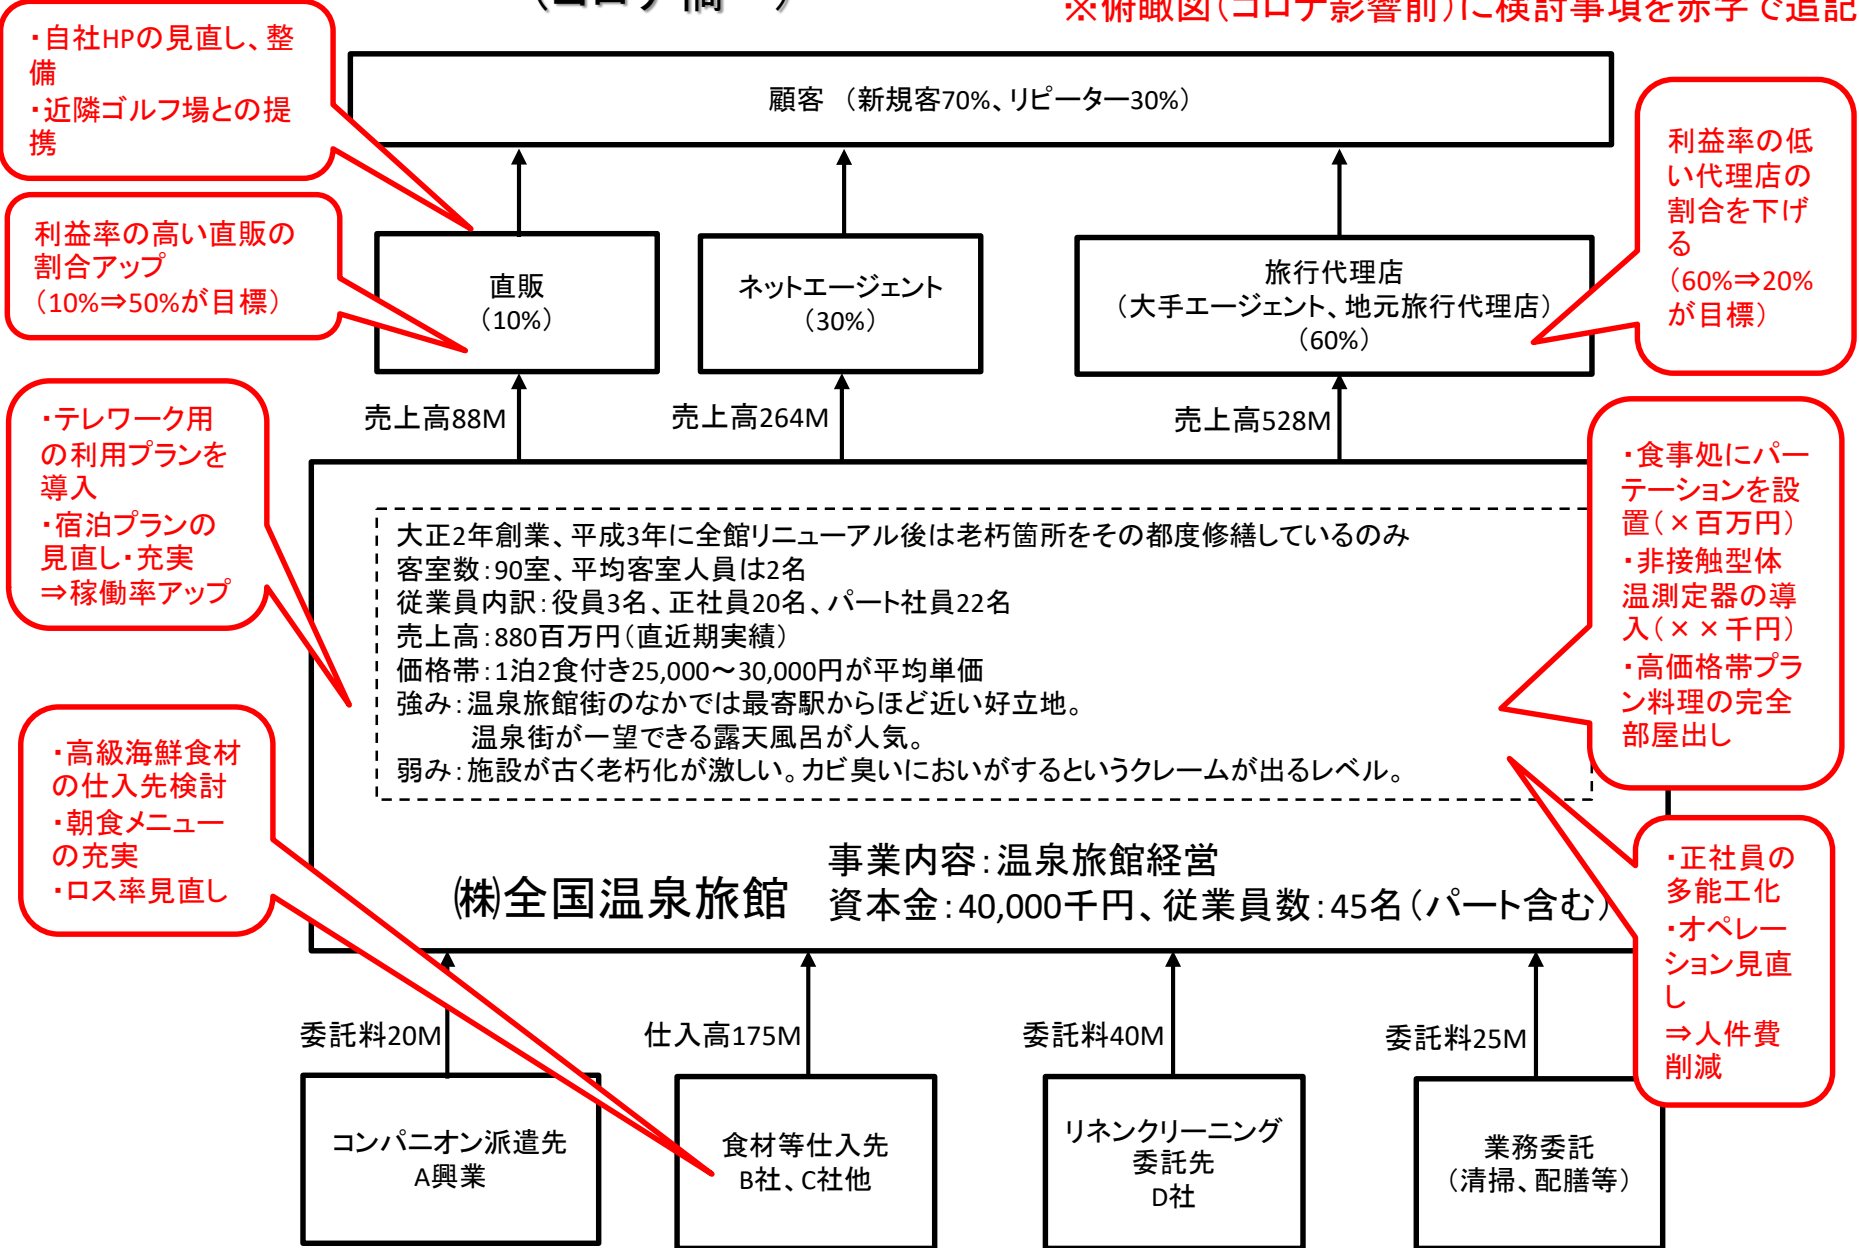 ※俯瞰図(コロナ影響前)に検討事項を赤字で追記
・自社HPの見直し、整
備
・近隣ゴルフ場との提
携
顧客 (新規客70%、リピーター30%)
利益率の低
い代理店の
割合を下げ
る
(60%⇒20%
が目標)
利益率の高い直販の
割合アップ
(10%⇒50%が目標)
直販
(10%)
ネットエージェント
(30%)
旅行代理店
(大手エージェント、地元旅行代理店)
(60%)
売上高88M
売上高264M
売上高528M
・テレワーク用
の利用プランを
導入
・宿泊プランの
見直し・充実
⇒稼働率アップ
・食事処にパー
テーションを設
置(×百万円)
・非接触型体
温測定器の導
入(××千円)
・高価格帯プラ
ン料理の完全
部屋出し
大正2年創業、平成3年に全館リニューアル後は老朽箇所をその都度修繕しているのみ
客室数:90室、平均客室人員は2名
従業員内訳:役員3名、正社員20名、パート社員22名
売上高:880百万円(直近期実績)
価格帯:1泊2食付き25,000~30,000円が平均単価
強み:温泉旅館街のなかでは最寄駅からほど近い好立地。
温泉街が一望できる露天風呂が人気。
弱み:施設が古く老朽化が激しい。カビ臭いにおいがするというクレームが出るレベル。
・高級海鮮食材
の仕入先検討
・朝食メニュー
の充実
・ロス率見直し
㈱全国温泉旅館
事業内容:温泉旅館経営
資本金:40,000千円、従業員数:45名(パート含む)
・正社員の
多能工化
・オペレー
ション見直
し
⇒人件費
削減
委託料20M
仕入高175M
委託料40M
委託料25M
コンパニオン派遣先
A興業
食材等仕入先
B社、C社他
リネンクリーニング
委託先
D社
業務委託
(清掃、配膳等)